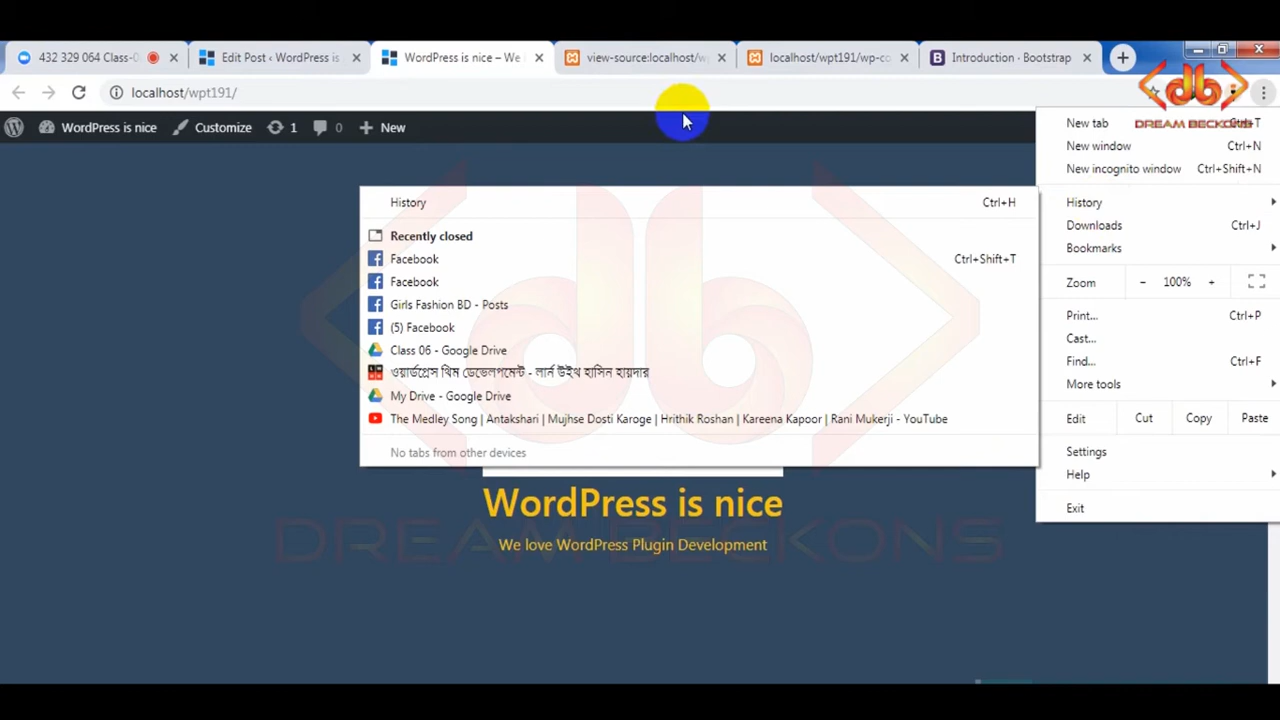 432 329 064 Class-0
Edit Post ‹ WordPress is
WordPress is nice – We
view-source:localhost/w
localhost/wpt191/wp-co
Introduction · Bootstrap
localhost/wpt191/
WordPress is nice
Customize
1
0
New
DREAM BECKONS
New tab
New window Ctrl+N
New incognito window Ctrl+Shift+N
History
Downloads Ctrl+J
Bookmarks
Zoom - 100% +
Print... Ctrl+P
Cast...
Find... Ctrl+F
More tools
Edit Cut Copy Paste
Settings
Help
Exit
History Ctrl+H
Recently closed
Facebook Ctrl+Shift+T
Facebook
Girls Fashion BD - Posts
(5) Facebook
Class 06 - Google Drive
ওয়ার্ডপ্রেস থিম ডেভেলপমেন্ট - লার্ন উইথ হাসিন হায়দার
My Drive - Google Drive
The Medley Song | Antakshari | Mujhse Dosti Karoge | Hrithik Roshan | Kareena Kapoor | Rani Mukerji - YouTube
No tabs from other devices
WordPress is nice
We love WordPress Plugin Development
DREAM BECKONS